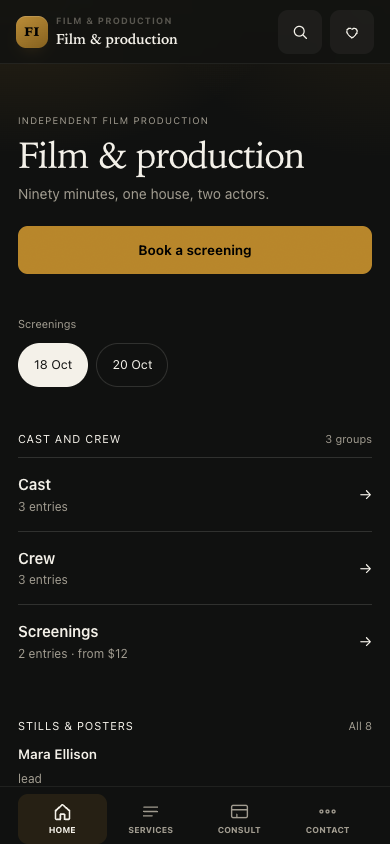 FI
FILM & PRODUCTION
Film & production
INDEPENDENT FILM PRODUCTION
Film & production
Ninety minutes, one house, two actors.
Book a screening
Screenings
18 Oct
20 Oct
CAST AND CREW
3 groups
Cast
3 entries
Crew
3 entries
Screenings
2 entries · from $12
STILLS & POSTERS
All 8
Mara Ellison
lead
HOME
SERVICES
CONSULT
CONTACT